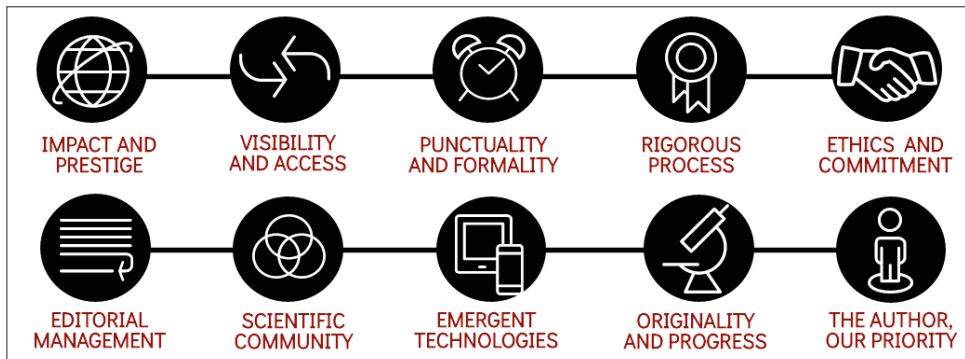 IMPACT AND
PRESTIGE
VISIBILITY
AND ACCESS
PUNCTUALITY
AND FORMALITY
RIGOROUS
PROCESS
ETHICS AND
COMMITMENT
EDITORIAL
MANAGEMENT
SCIENTIFIC
COMMUNITY
EMERGENT
TECHNOLOGIES
ORIGINALITY
AND PROGRESS
THE AUTHOR,
OUR PRIORITY